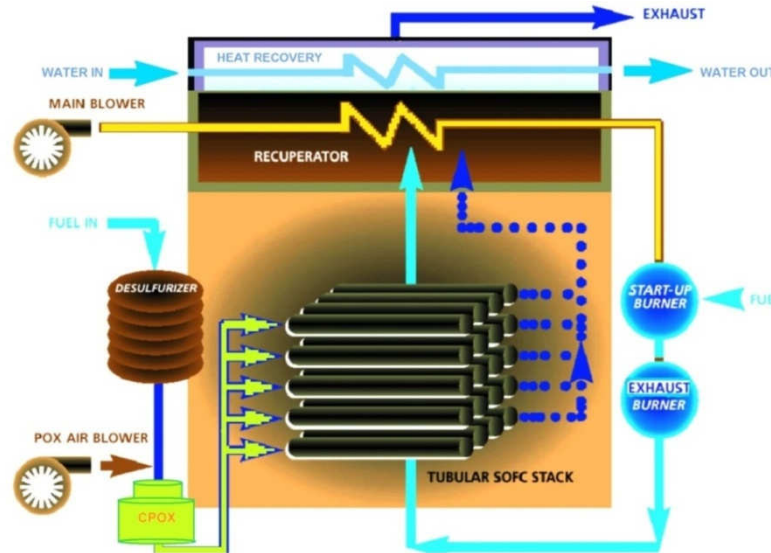 EXHAUST
HEAT RECOVERY
WATER IN
WATER OUT
MAIN BLOWER
RECUPERATOR
FUEL IN
DESULFURIZER
START-UP
BURNER
EXHAUST
BURNER
POX AIR BLOWER
TUBULAR SOFC STACK
CPOX